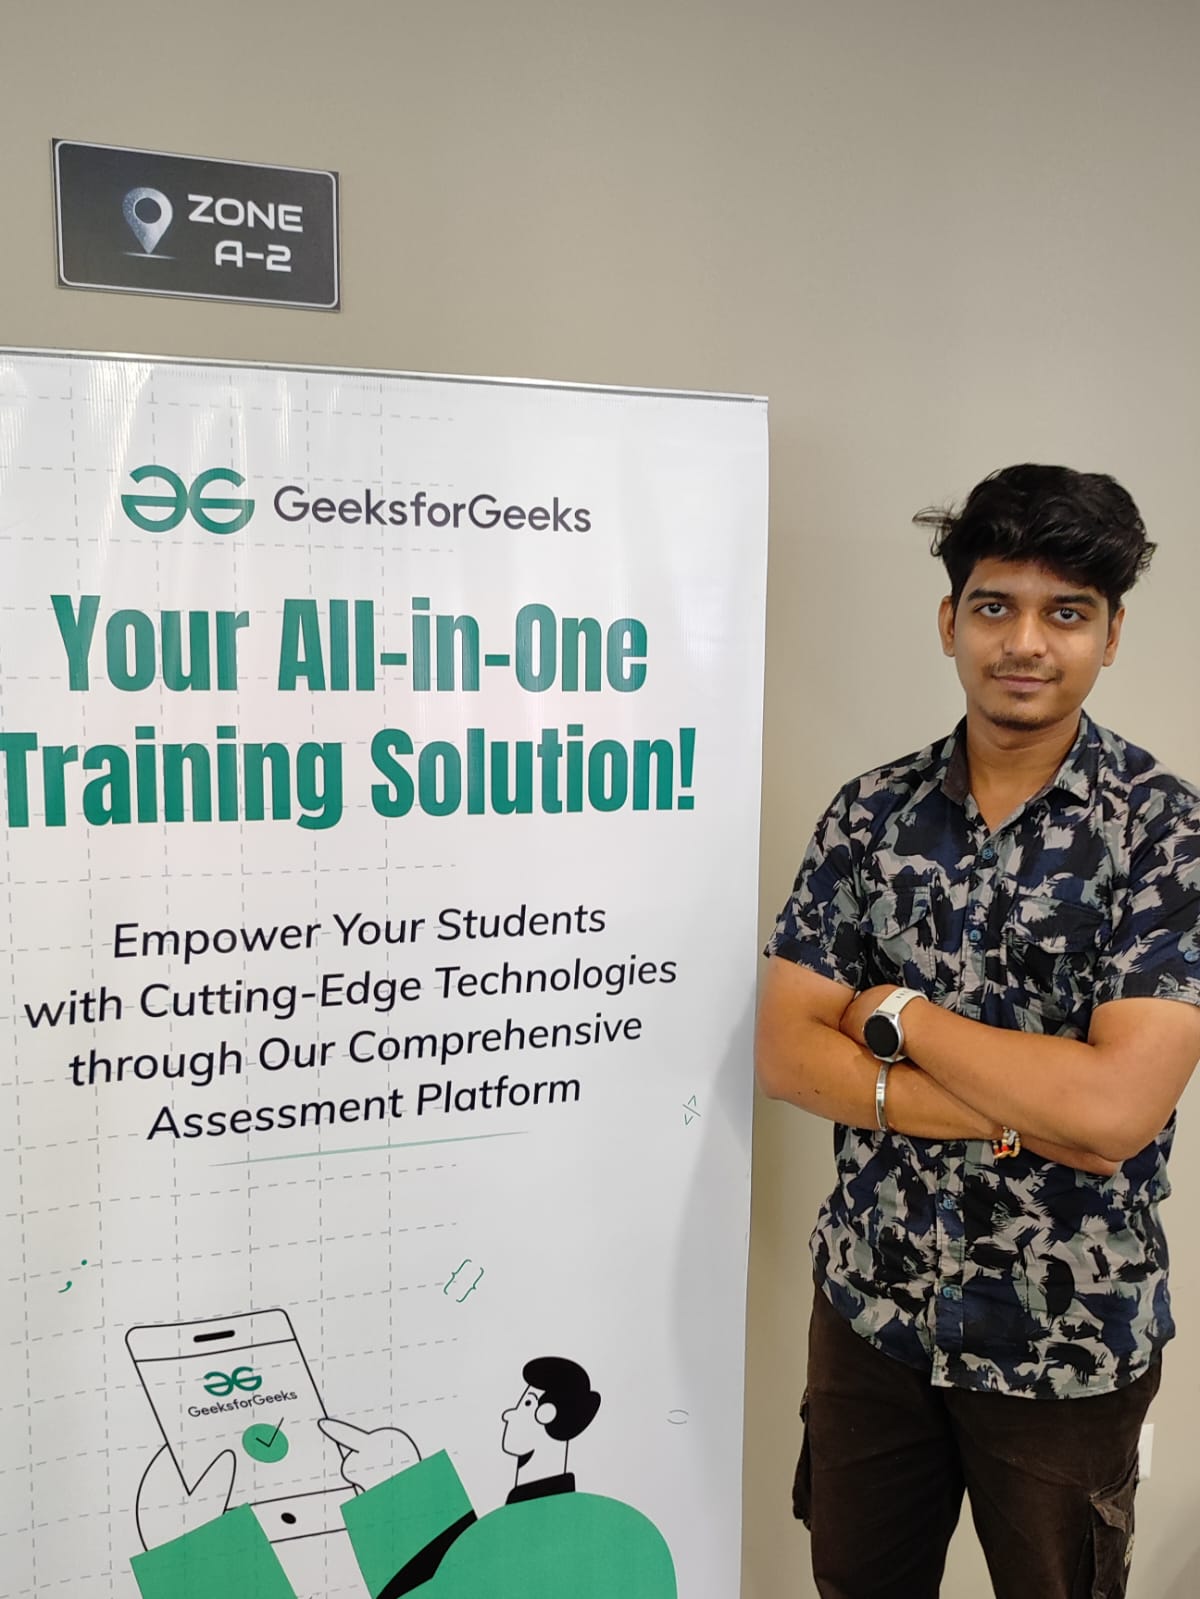 ZONE
A-2
GeeksforGeeks
Your All-in-One
Training Solution!
Empower Your Students
with Cutting-Edge Technologies
through Our Comprehensive
Assessment Platform
GeeksforGeeks